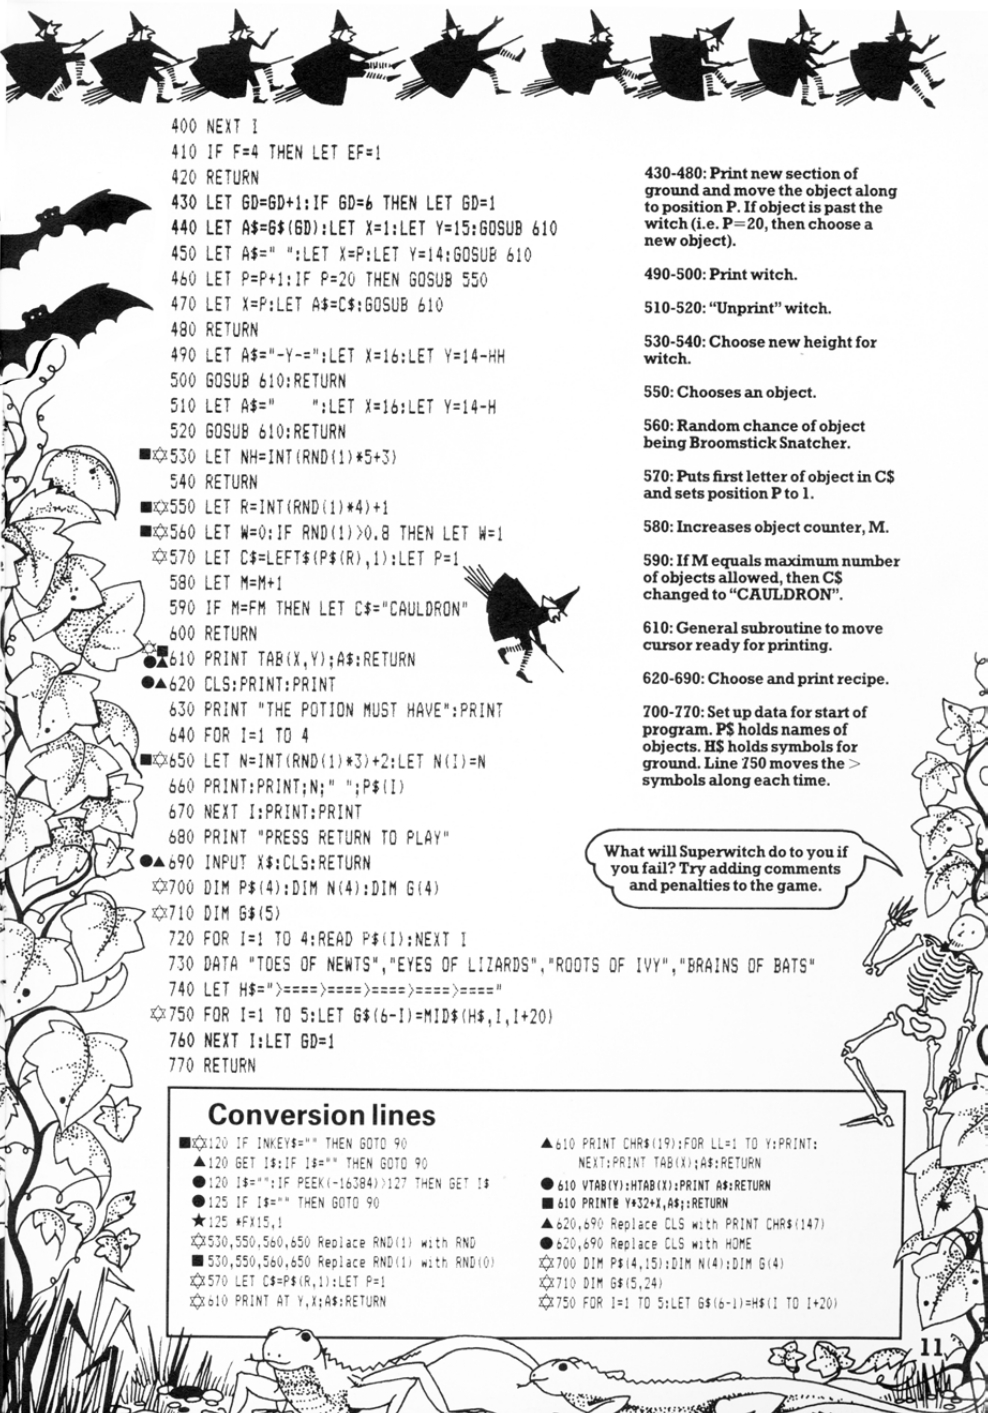 400 NEXT I
410 IF F=4 THEN LET EF=1
420 RETURN
430 LET GD=GD+1:IF GD=6 THEN LET GD=1
440 LET A$=G$(GD):LET X=1:LET Y=15:GOSUB 610
450 LET A$=" ":LET X=P:LET Y=14:GOSUB 610
460 LET P=P+1:IF P=20 THEN GOSUB 550
470 LET X=P:LET A$=C$:GOSUB 610
480 RETURN
490 LET A$="-Y-=":LET X=16:LET Y=14-HH
500 GOSUB 610:RETURN
510 LET A$="    ":LET X=16:LET Y=14-H
520 GOSUB 610:RETURN
■✡530 LET NH=INT(RND(1)*5+3)
540 RETURN
■✡550 LET R=INT(RND(1)*4)+1
■✡560 LET W=0:IF RND(1)>0.8 THEN LET W=1
✡570 LET C$=LEFT$(P$(R),1):LET P=1
580 LET M=M+1
590 IF M=FM THEN LET C$="CAULDRON"
600 RETURN
✡■●▲610 PRINT TAB(X,Y);A$:RETURN
●▲620 CLS:PRINT:PRINT
630 PRINT "THE POTION MUST HAVE":PRINT
640 FOR I=1 TO 4
■✡650 LET N=INT(RND(1)*3)+2:LET N(I)=N
660 PRINT:PRINT;N;" ";P$(I)
670 NEXT I:PRINT:PRINT
680 PRINT "PRESS RETURN TO PLAY"
●▲690 INPUT X$:CLS:RETURN
✡700 DIM P$(4):DIM N(4):DIM G(4)
✡710 DIM G$(5)
720 FOR I=1 TO 4:READ P$(I):NEXT I
730 DATA "TOES OF NEWTS","EYES OF LIZARDS","ROOTS OF IVY","BRAINS OF BATS"
740 LET H$=">====>====>====>====>===="
✡750 FOR I=1 TO 5:LET G$(6-I)=MID$(H$,I,I+20)
760 NEXT I:LET GD=1
770 RETURN
430-480: Print new section of
ground and move the object along
to position P. If object is past the
witch (i.e. P=20, then choose a
new object).
490-500: Print witch.
510-520: "Unprint" witch.
530-540: Choose new height for
witch.
550: Chooses an object.
560: Random chance of object
being Broomstick Snatcher.
570: Puts first letter of object in C$
and sets position P to 1.
580: Increases object counter, M.
590: If M equals maximum number
of objects allowed, then C$
changed to "CAULDRON".
610: General subroutine to move
cursor ready for printing.
620-690: Choose and print recipe.
700-770: Set up data for start of
program. P$ holds names of
objects. H$ holds symbols for
ground. Line 750 moves the >
symbols along each time.
What will Superwitch do to you if
you fail? Try adding comments
and penalties to the game.
Conversion lines
■✡120 IF INKEY$="" THEN GOTO 90
▲120 GET I$:IF I$="" THEN GOTO 90
●120 I$="":IF PEEK(-16384)>127 THEN GET I$
●125 IF I$="" THEN GOTO 90
★125 *FX15,1
✡530,550,560,650 Replace RND(1) with RND
■530,550,560,650 Replace RND(1) with RND(0)
✡570 LET C$=P$(R,1):LET P=1
✡610 PRINT AT Y,X;A$:RETURN
▲610 PRINT CHR$(19):FOR LL=1 TO Y:PRINT:
NEXT:PRINT TAB(X);A$:RETURN
●610 VTAB(Y):HTAB(X):PRINT A$:RETURN
■610 PRINT@ Y*32+X,A$;:RETURN
▲620,690 Replace CLS with PRINT CHR$(147)
●620,690 Replace CLS with HOME
✡700 DIM P$(4,15):DIM N(4):DIM G(4)
✡710 DIM G$(5,24)
✡750 FOR I=1 TO 5:LET G$(6-I)=H$(I TO I+20)
11